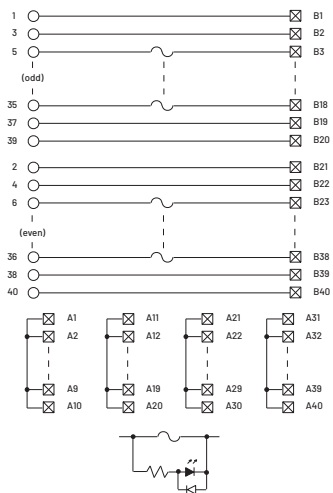 1 B1
3 B2
5 B3
(odd)
35 B18
37 B19
39 B20
2 B21
4 B22
6 B23
(even)
36 B38
38 B39
40 B40
A1 A11 A21 A31
A2 A12 A22 A32
A9 A19 A29 A39
A10 A20 A30 A40